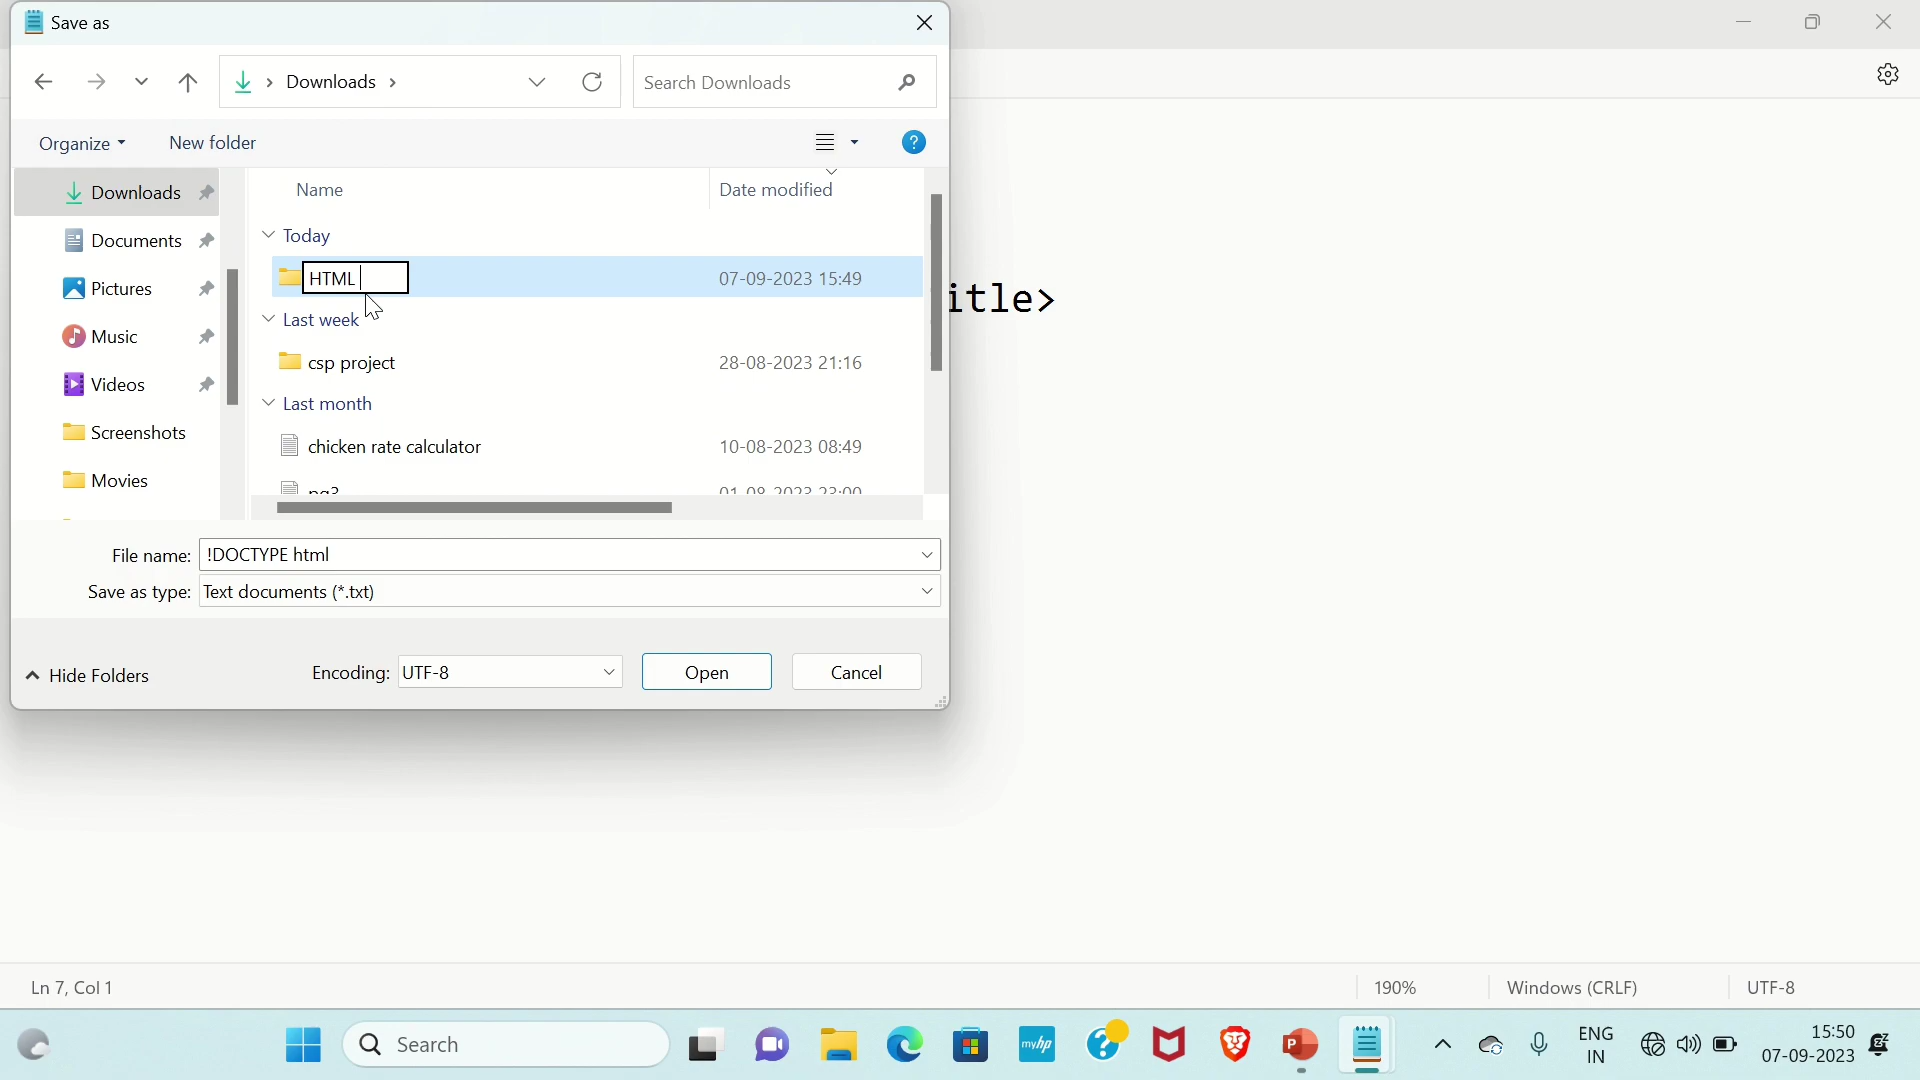 Save as
Downloads
Search Downloads
Organize
New folder
Name
Date modified
Downloads
Documents
Pictures
Music
Videos
Screenshots
Movies
Today
HTML
07-09-2023 15:49
Last week
csp project
28-08-2023 21:16
Last month
chicken rate calculator
10-08-2023 08:49
itle>
File name: !DOCTYPE html
Save as type: Text documents (*.txt)
Hide Folders
Encoding: UTF-8
Open
Cancel
Ln 7, Col 1
190%
Windows (CRLF)
UTF-8
Search
myhp
ENG
IN
15:50
07-09-2023